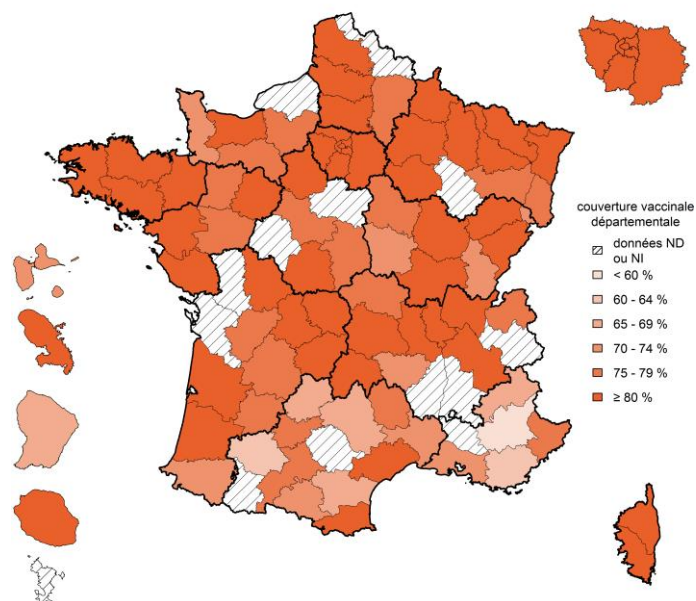 couverture vaccinale
départementale
données ND
ou NI
< 60 %
60 - 64 %
65 - 69 %
70 - 74 %
75 - 79 %
≥ 80 %